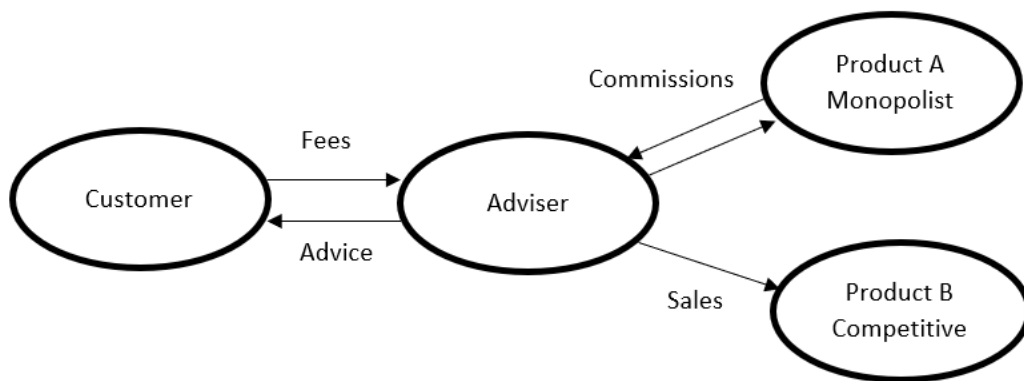 Commissions
Product A
Monopolist
Fees
Customer
Adviser
Advice
Sales
Product B
Competitive